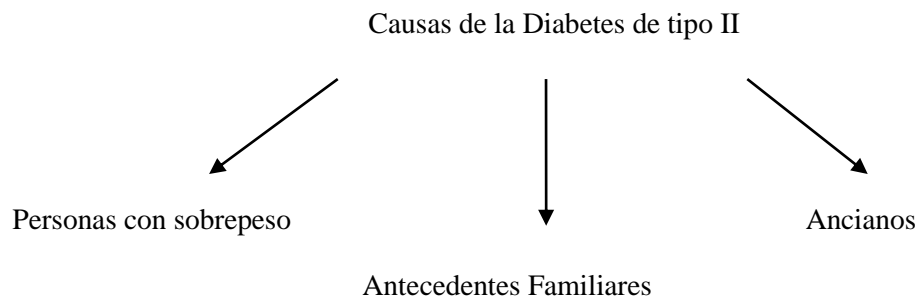 Causas de la Diabetes de tipo II
Personas con sobrepeso
Ancianos
Antecedentes Familiares